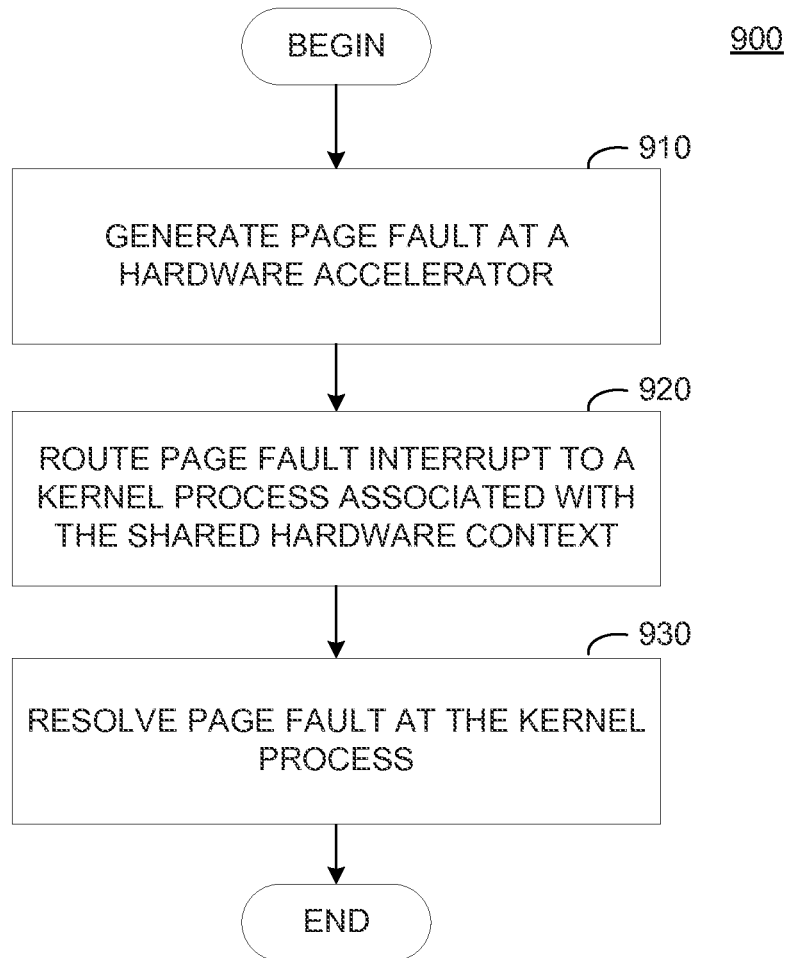 BEGIN
900
910
GENERATE PAGE FAULT AT A
HARDWARE ACCELERATOR
920
ROUTE PAGE FAULT INTERRUPT TO A
KERNEL PROCESS ASSOCIATED WITH
THE SHARED HARDWARE CONTEXT
930
RESOLVE PAGE FAULT AT THE KERNEL
PROCESS
END